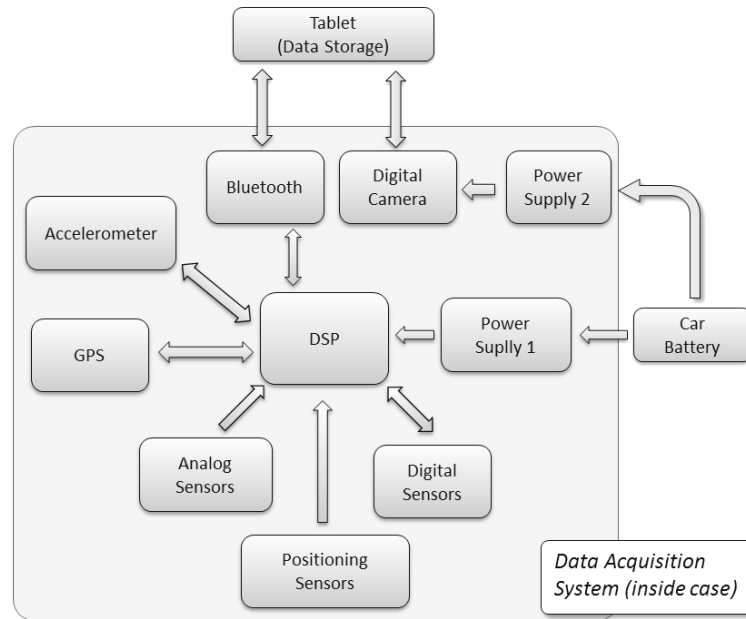 Tablet
(Data Storage)
Bluetooth
Digital
Camera
Power
Supply 2
Accelerometer
GPS
DSP
Power
Suplly 1
Car
Battery
Analog
Sensors
Digital
Sensors
Positioning
Sensors
Data Acquisition
System (inside case)